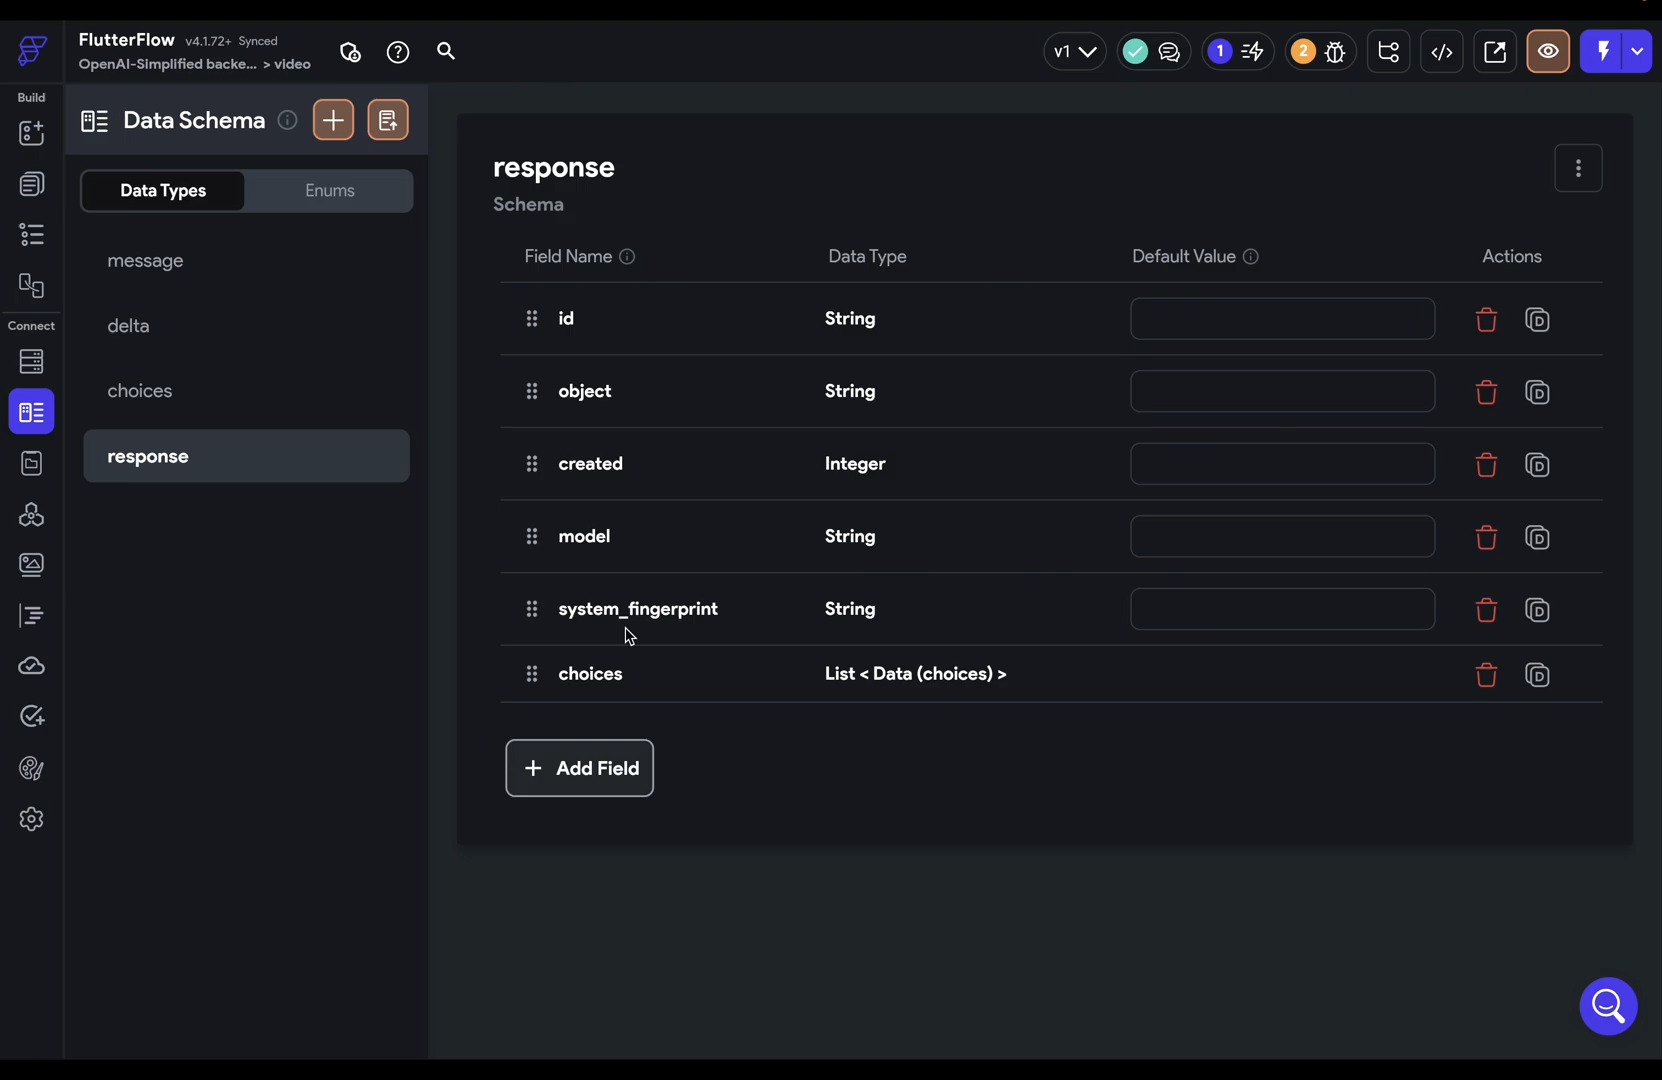 FlutterFlow v4.1.72+ Synced
OpenAI-Simplified backe... > video
v1
1
2
Build
Connect
Data Schema
Data Types
Enums
message
delta
choices
response
response
Schema
Field Name
Data Type
Default Value
Actions
id
String
object
String
created
Integer
model
String
system_fingerprint
String
choices
List < Data (choices) >
+ Add Field